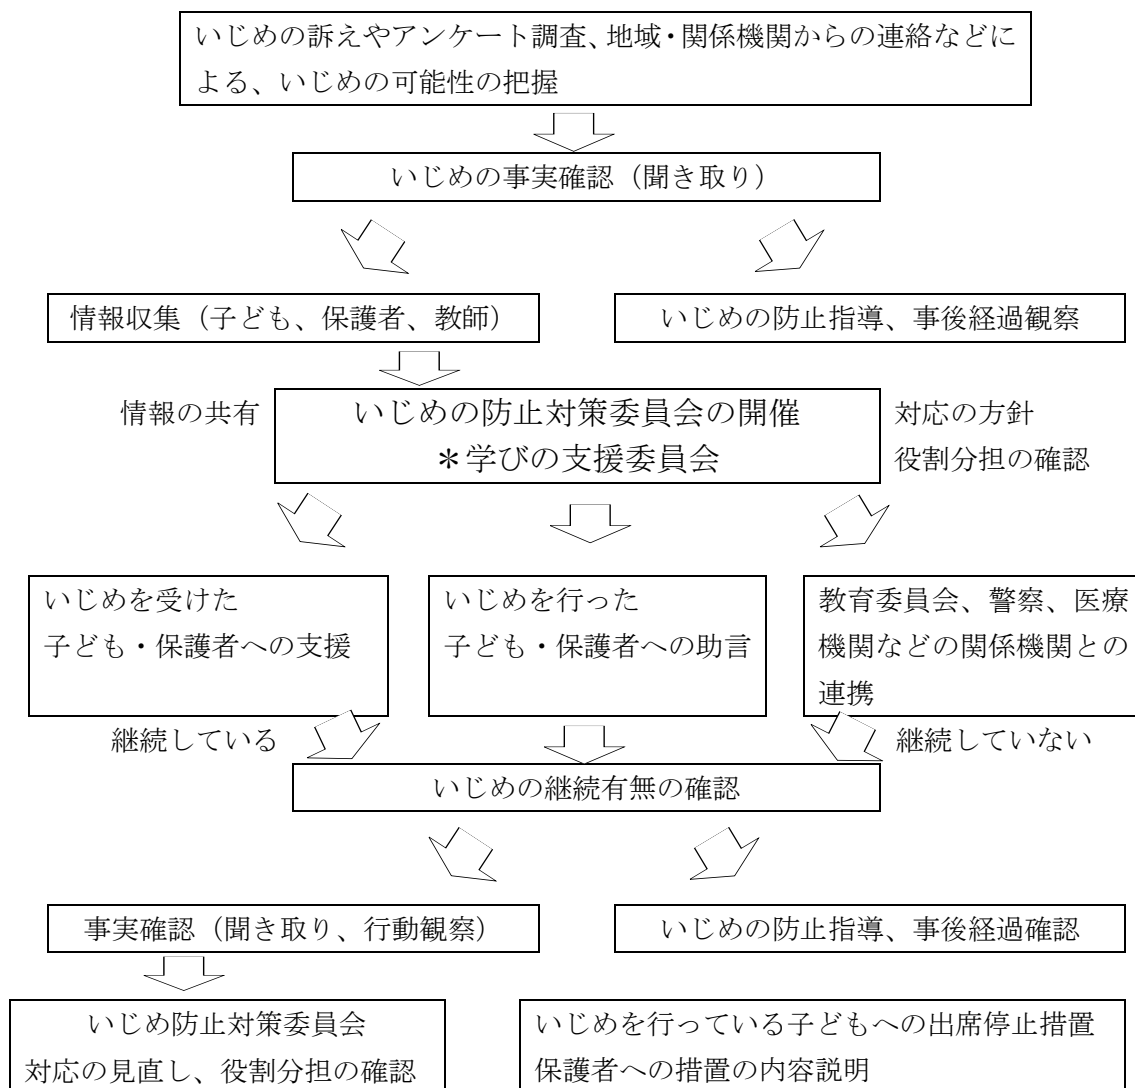 いじめの訴えやアンケート調査、地域・関係機関からの連絡などに
よる、いじめの可能性の把握
いじめの事実確認（聞き取り）
情報収集（子ども、保護者、教師）
いじめの防止指導、事後経過観察
情報の共有
いじめの防止対策委員会の開催
＊学びの支援委員会
対応の方針
役割分担の確認
いじめを受けた
子ども・保護者への支援
いじめを行った
子ども・保護者への助言
教育委員会、警察、医療
機関などの関係機関との
連携
継続している
継続していない
いじめの継続有無の確認
事実確認（聞き取り、行動観察）
いじめの防止指導、事後経過確認
いじめ防止対策委員会
対応の見直し、役割分担の確認
いじめを行っている子どもへの出席停止措置
保護者への措置の内容説明